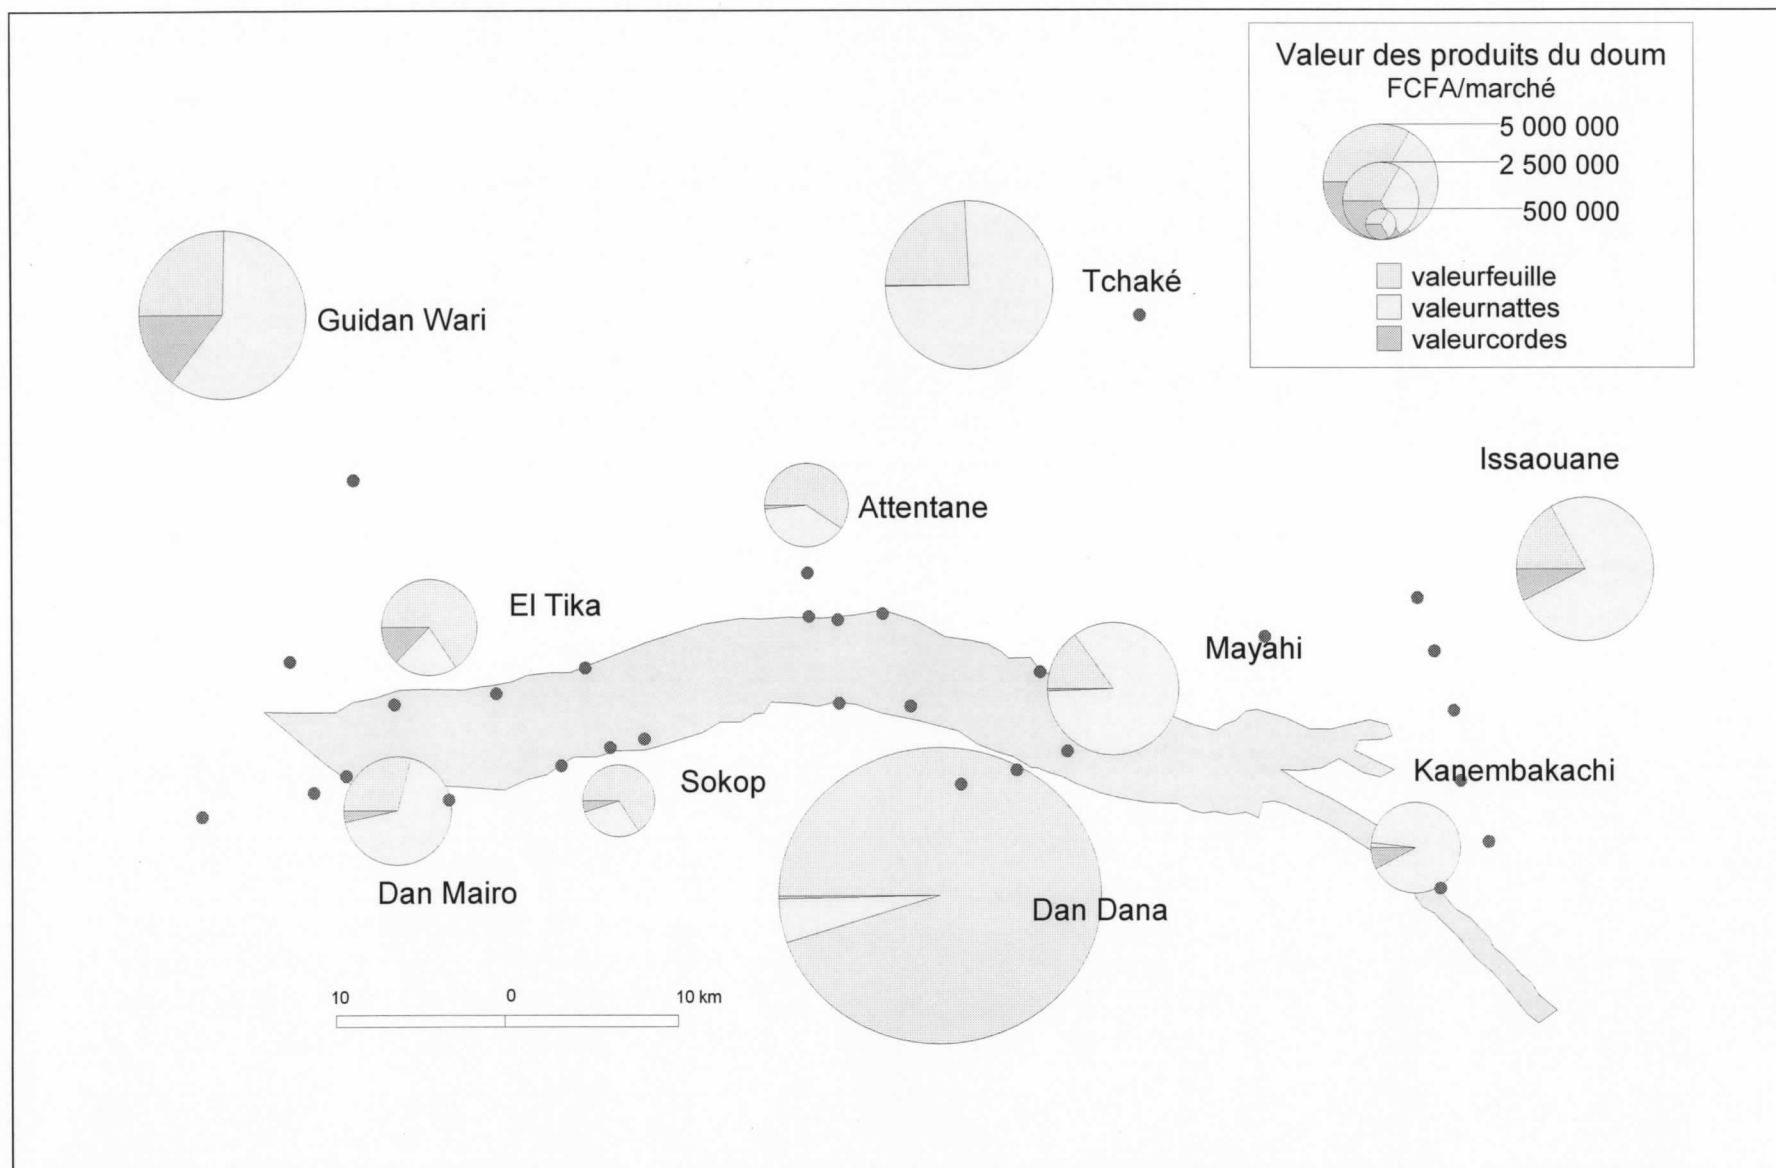 Valeur des produits du doum
FCFA/marché
5 000 000
2 500 000
500 000
valeurfeuille
valeurnattes
valeurcordes
Tchaké
Guidan Wari
Issaouane
Attentane
El Tika
Mayahi
Kanembakachi
Sokop
Dan Mairo
Dan Dana
10 0 10 km